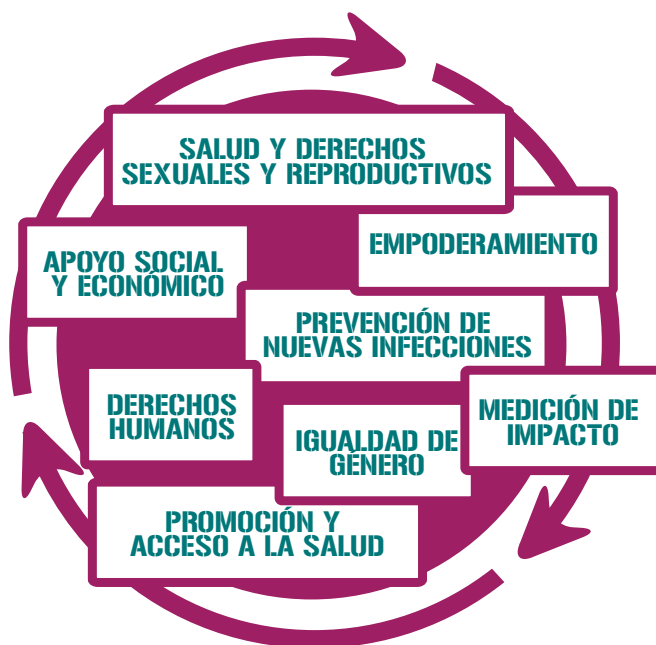 SALUD Y DERECHOS
SEXUALES Y REPRODUCTIVOS
EMPODERAMIENTO
APOYO SOCIAL
Y ECONÓMICO
PREVENCIÓN DE
NUEVAS INFECCIONES
DERECHOS
HUMANOS
MEDICIÓN DE
IMPACTO
IGUALDAD DE
GÉNERO
PROMOCIÓN Y
ACCESO A LA SALUD